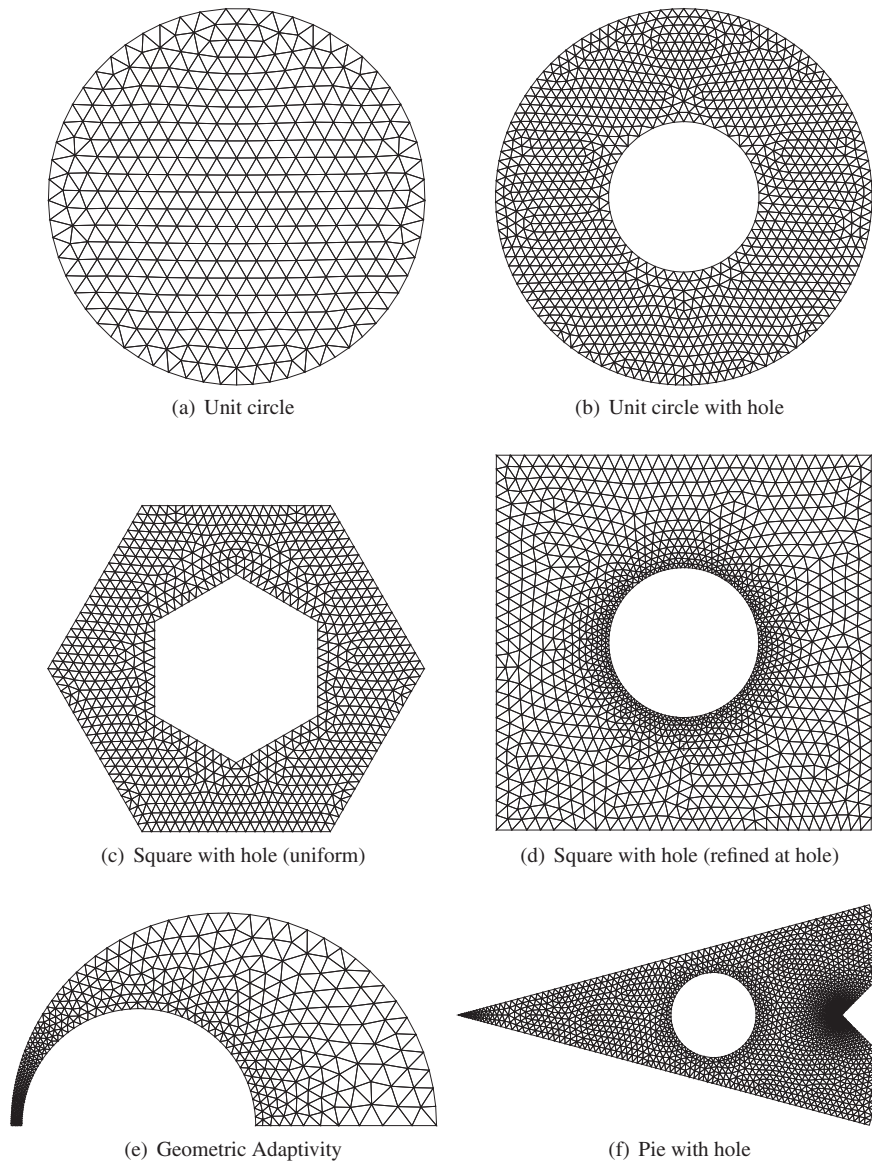 (a) Unit circle
(b) Unit circle with hole
(c) Square with hole (uniform)
(d) Square with hole (refined at hole)
(e) Geometric Adaptivity
(f) Pie with hole